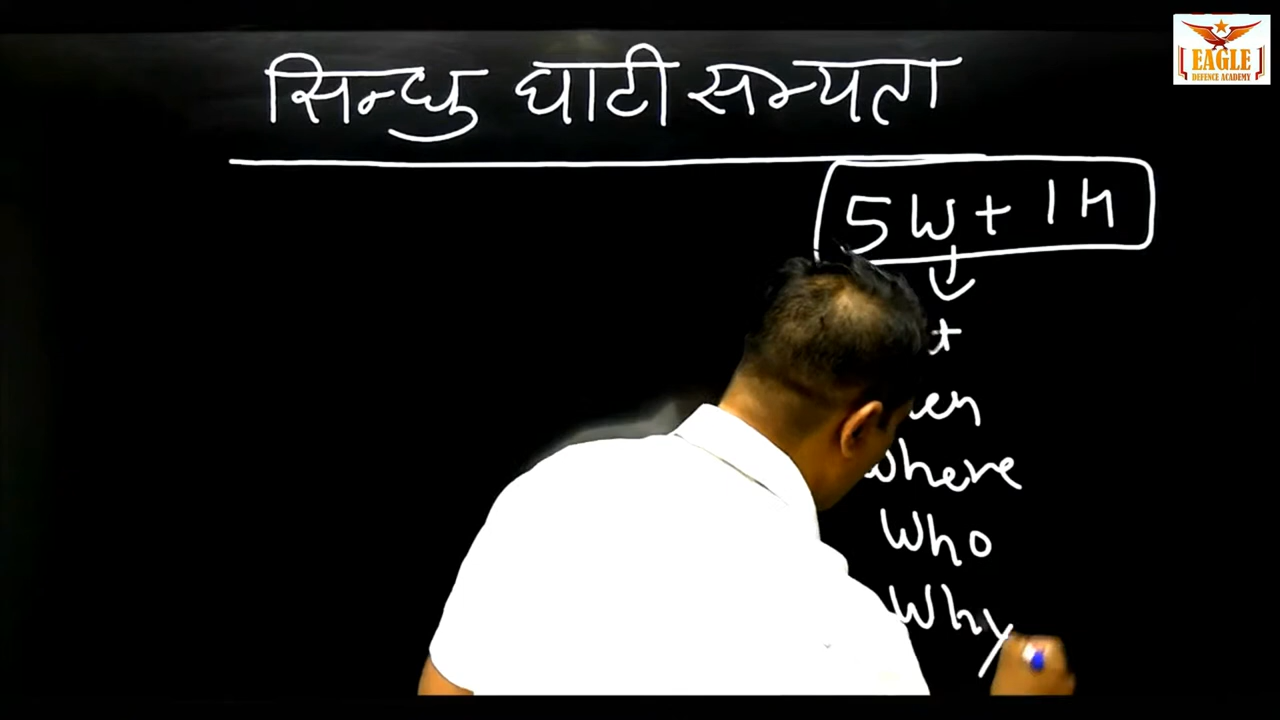 सिन्धु घाटी सभ्यता
EAGLE
DEFENCE ACADEMY
5W + 1H
Where
Who
Why